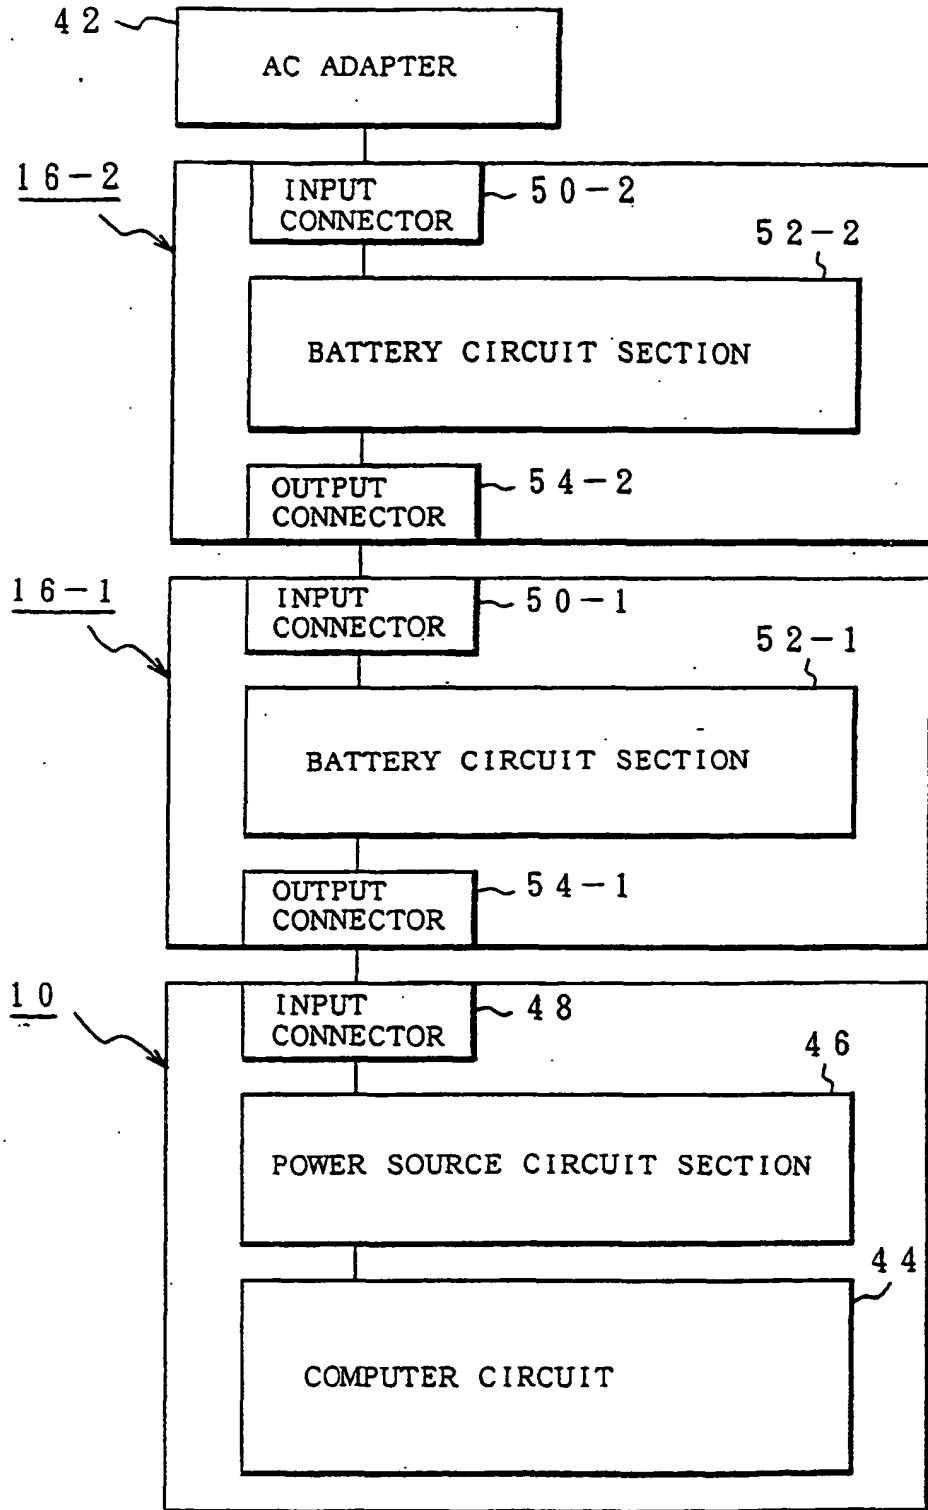 42
AC ADAPTER
16-2
INPUT
CONNECTOR
50-2
52-2
BATTERY CIRCUIT SECTION
OUTPUT
CONNECTOR
54-2
16-1
INPUT
CONNECTOR
50-1
52-1
BATTERY CIRCUIT SECTION
OUTPUT
CONNECTOR
54-1
10
INPUT
CONNECTOR
48
46
POWER SOURCE CIRCUIT SECTION
44
COMPUTER CIRCUIT